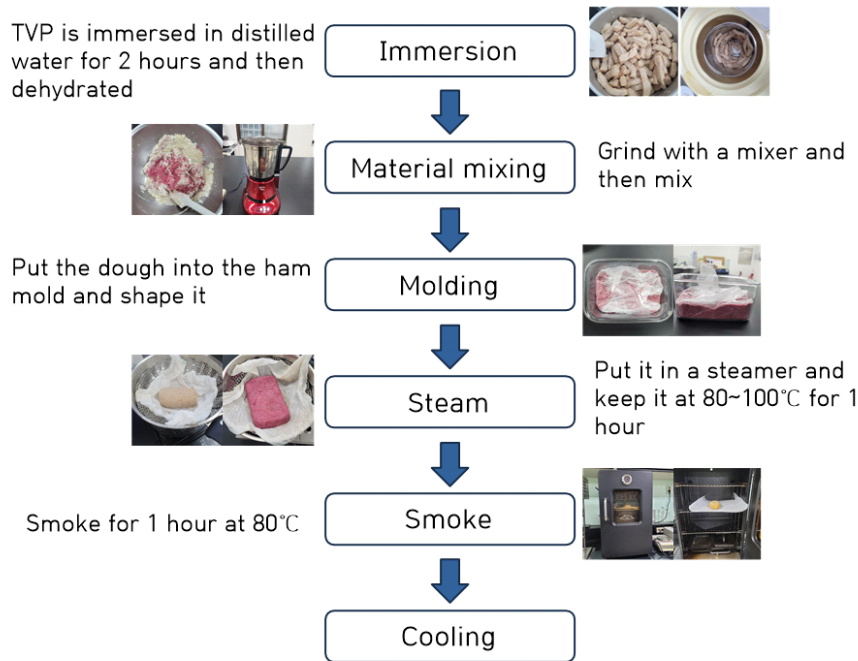 TVP is immersed in distilled
water for 2 hours and then
dehydrated
Immersion
Material mixing
Grind with a mixer and
then mix
Put the dough into the ham
mold and shape it
Molding
Steam
Put it in a steamer and
keep it at 80~100℃ for 1
hour
Smoke for 1 hour at 80℃
Smoke
Cooling